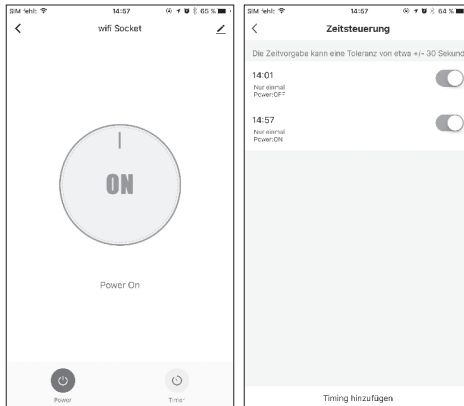 SIM fehlt 14:57 65 %
wifi Socket
ON
Power On
Power
Timer
SIM fehlt 14:57 64 %
Zeitsteuerung
Die Zeitvorgabe kann eine Toleranz von etwa +/- 30 Sekund
14:01
Nur einmal
Power:OFF
14:57
Nur einmal
Power:ON
Timing hinzufügen